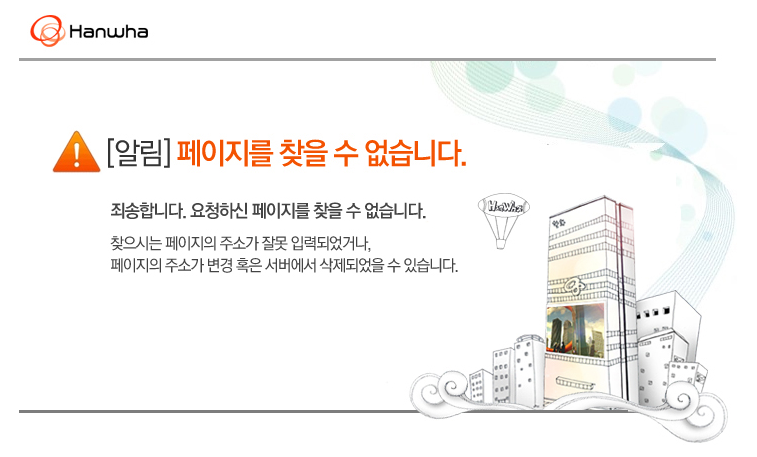 Hanwha
[알림] 페이지를 찾을 수 없습니다.
죄송합니다. 요청하신 페이지를 찾을 수 없습니다.
찾으시는 페이지의 주소가 잘못 입력되었거나,
페이지의 주소가 변경 혹은 서버에서 삭제되었을 수 있습니다.
HanWha
한화